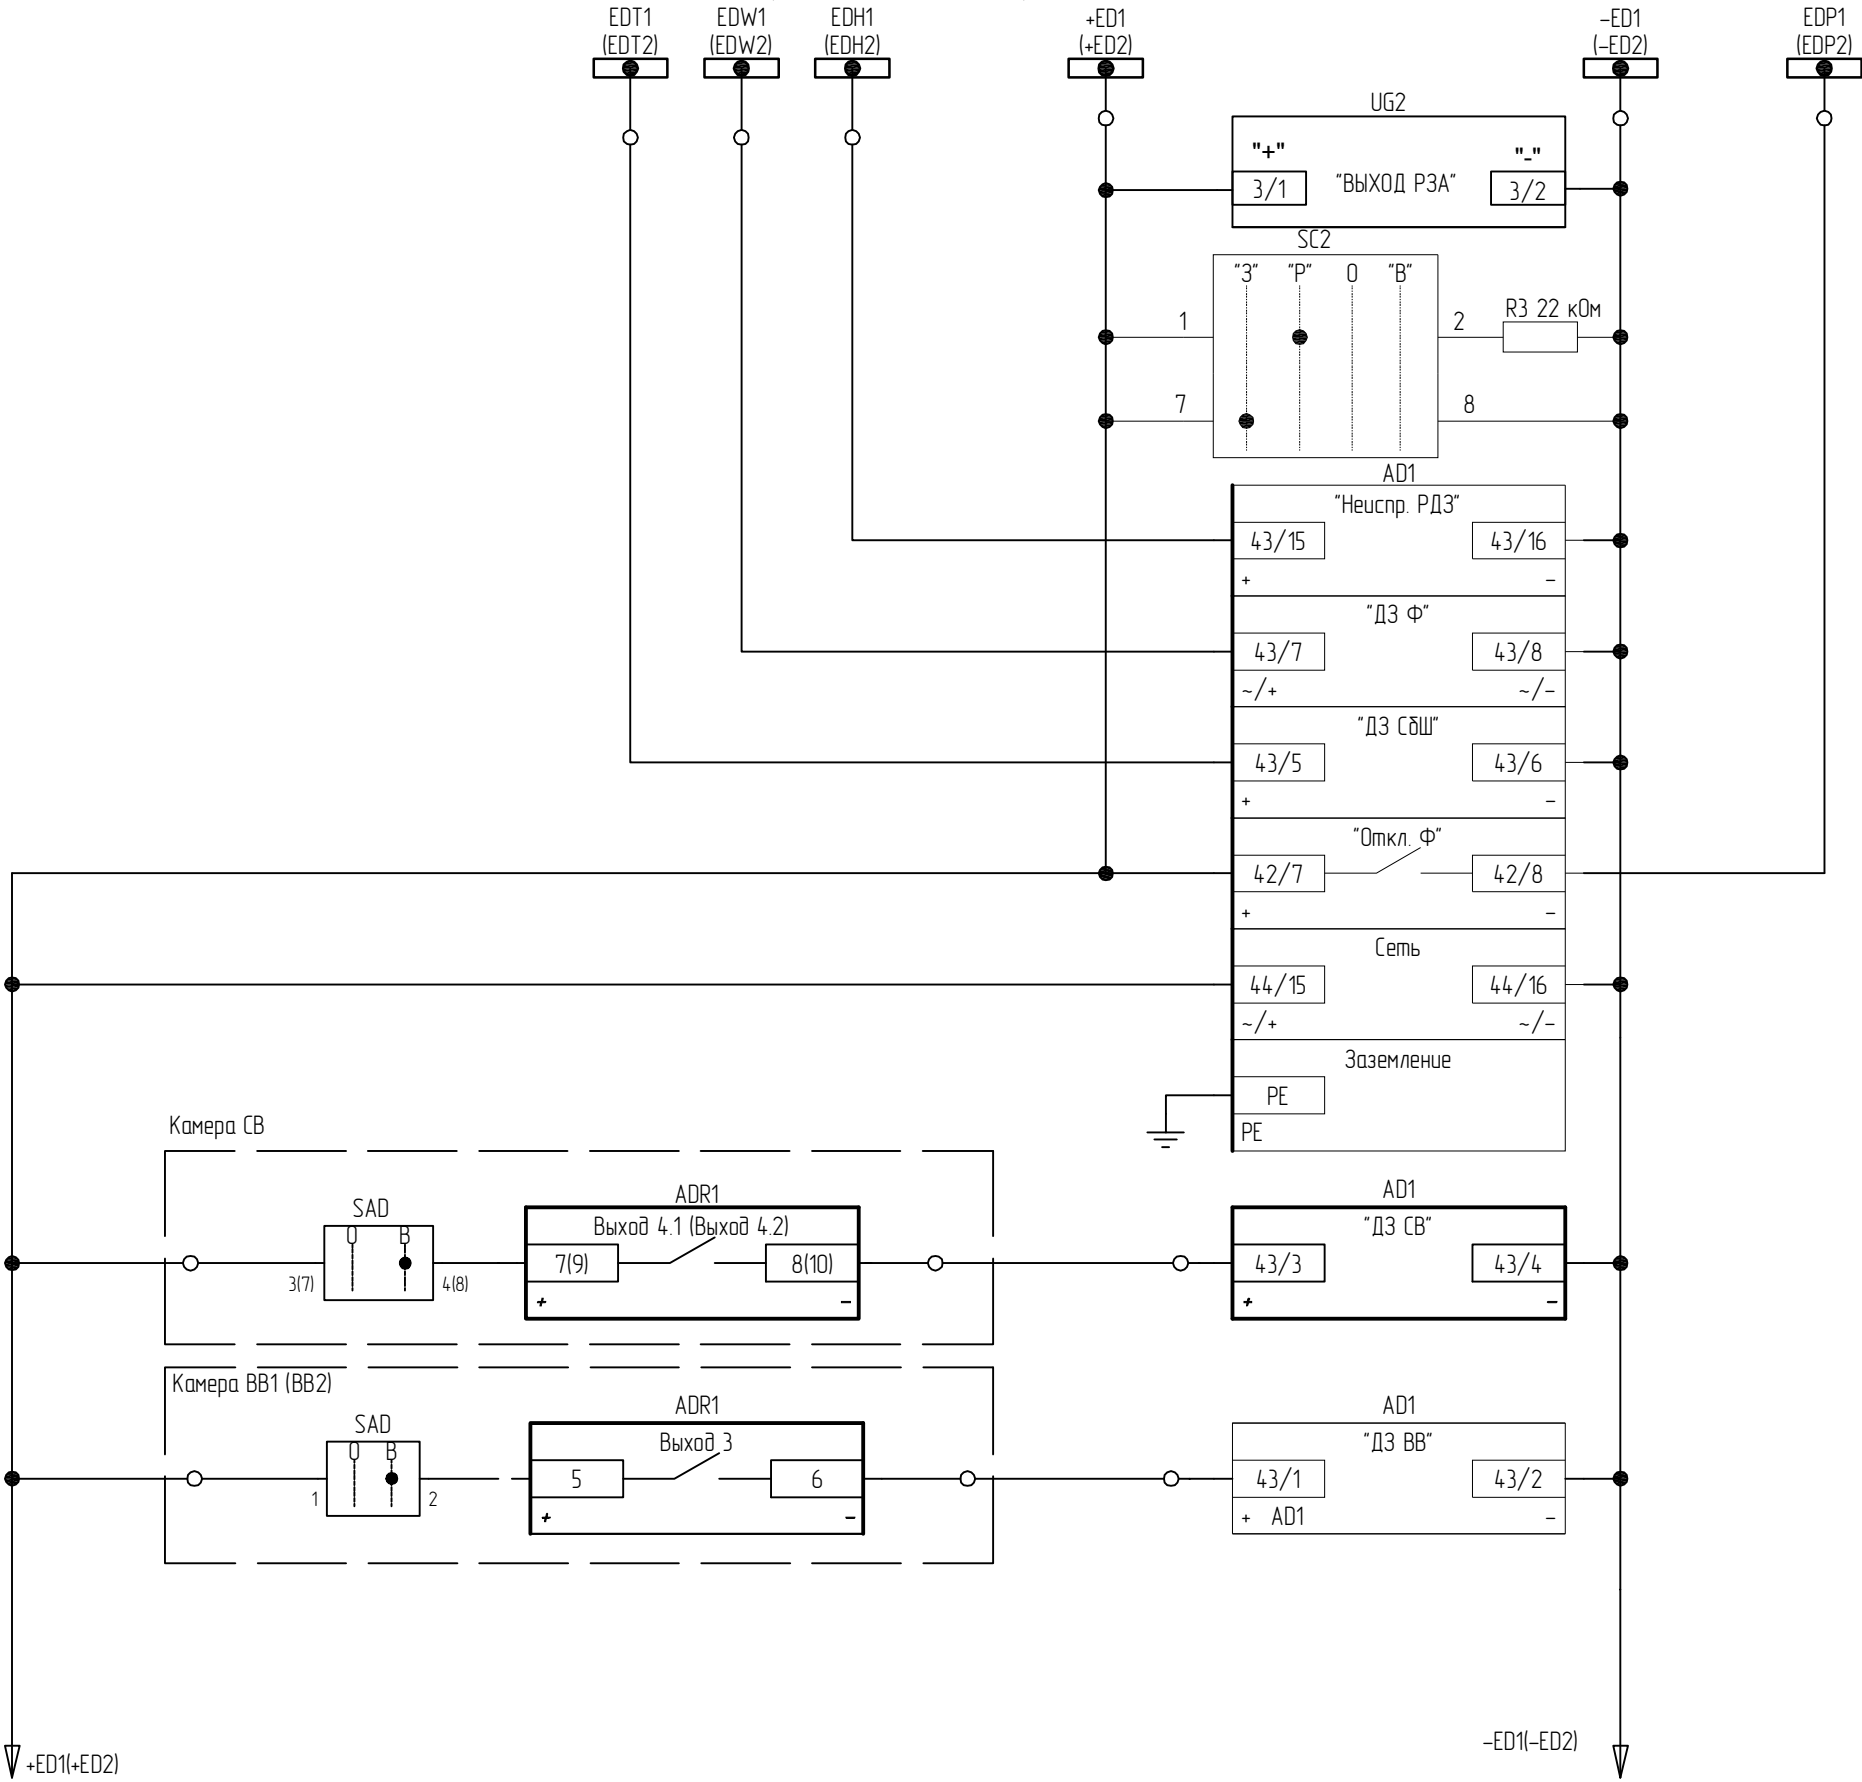 EDT1
(EDT2)
EDW1
(EDW2)
EDH1
(EDH2)
+ED1
(+ED2)
-ED1
(-ED2)
EDP1
(EDP2)
UG2
"+"
"-"
3/1
"ВЫХОД РЗА"
3/2
SC2
"З" "Р" 0 "В"
1
2
R3 22 кОм
7
8
AD1
"Неиспр. РДЗ"
43/15
43/16
+
-
"ДЗ Ф"
43/7
43/8
~/+
~/-
"ДЗ СбШ"
43/5
43/6
+
-
"Откл. Ф"
42/7
42/8
+
-
Сеть
44/15
44/16
~/+
~/-
Заземление
PE
PE
Камера СВ
SAD
0 В
3(7)
4(8)
ADR1
Выход 4.1 (Выход 4.2)
7(9)
8(10)
+
-
AD1
"ДЗ СВ"
43/3
43/4
+
-
Камера ВВ1 (ВВ2)
SAD
0 В
1
2
ADR1
Выход 3
5
6
+
-
AD1
"ДЗ ВВ"
43/1
43/2
+ AD1
-
+ED1(+ED2)
-ED1(-ED2)